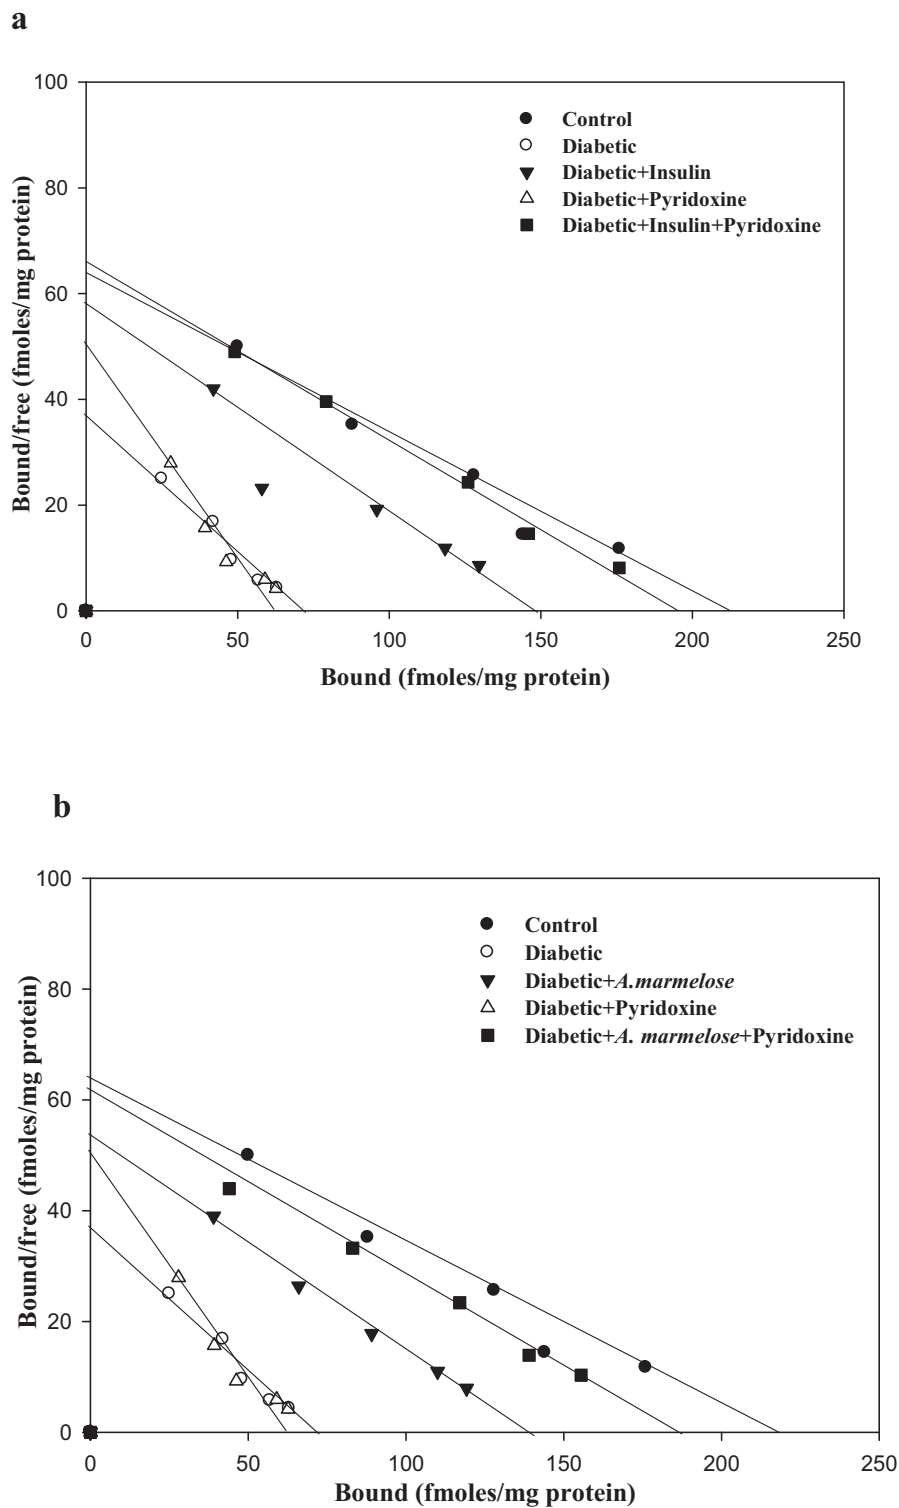 a
100
80
60
40
20
0
Bound/free (fmoles/mg protein)
Control
Diabetic
Diabetic+Insulin
Diabetic+Pyridoxine
Diabetic+Insulin+Pyridoxine
0 50 100 150 200 250
Bound (fmoles/mg protein)
b
100
80
60
40
20
0
Bound/free (fmoles/mg protein)
Control
Diabetic
Diabetic+A.marmelose
Diabetic+Pyridoxine
Diabetic+A. marmelose+Pyridoxine
0 50 100 150 200 250
Bound (fmoles/mg protein)